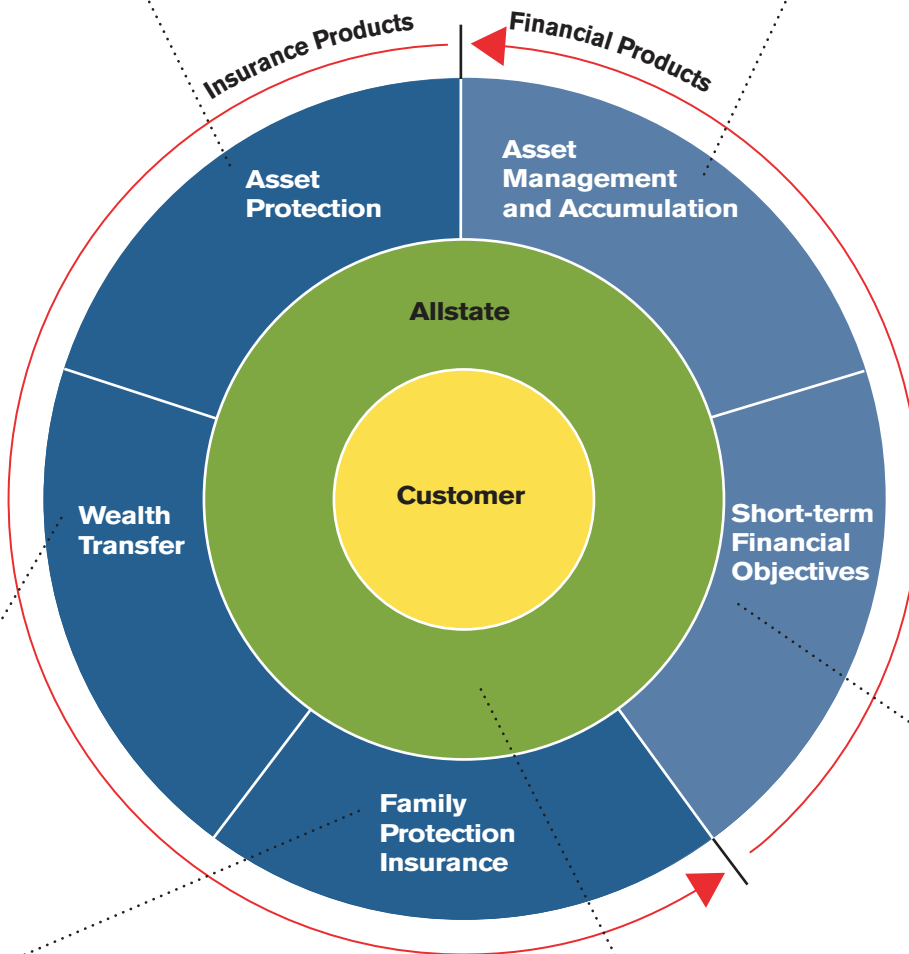 Insurance Products
Financial Products
Asset
Protection
Asset
Management
and Accumulation
Allstate
Customer
Wealth
Transfer
Short-term
Financial
Objectives
Family
Protection
Insurance